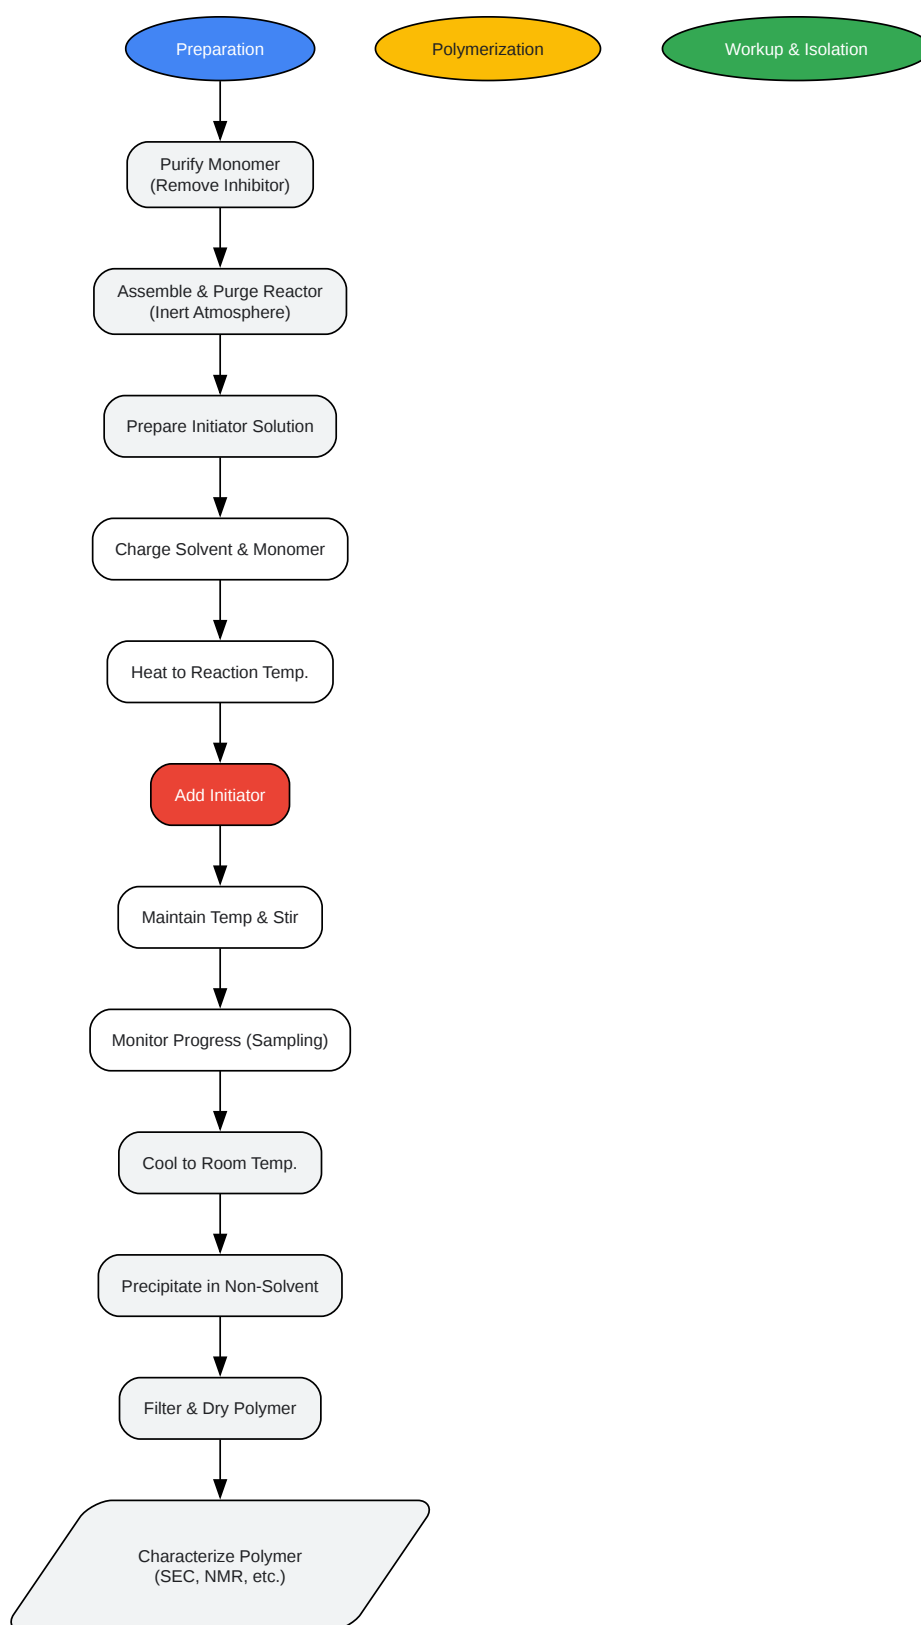 Preparation
Polymerization
Workup & Isolation
Purify Monomer
(Remove Inhibitor)
Assemble & Purge Reactor
(Inert Atmosphere)
Prepare Initiator Solution
Charge Solvent & Monomer
Heat to Reaction Temp.
Add Initiator
Maintain Temp & Stir
Monitor Progress (Sampling)
Cool to Room Temp.
Precipitate in Non-Solvent
Filter & Dry Polymer
Characterize Polymer
(SEC, NMR, etc.)